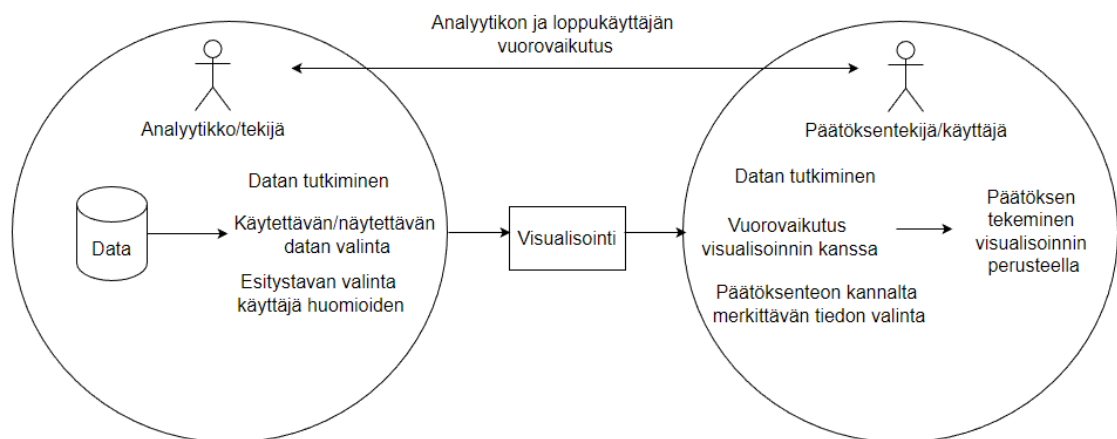 Analyytikon ja loppukäyttäjän
vuorovaikutus
Analyytikko/tekijä
Datan tutkiminen
Data
Käytettävän/näytettävän
datan valinta
Esitystavan valinta
käyttäjä huomioiden
Visualisointi
Päätöksentekijä/käyttäjä
Datan tutkiminen
Vuorovaikutus
visualisoinnin kanssa
Päätöksenteon kannalta
merkittävän tiedon valinta
Päätöksen
tekeminen
visualisoinnin
perusteella